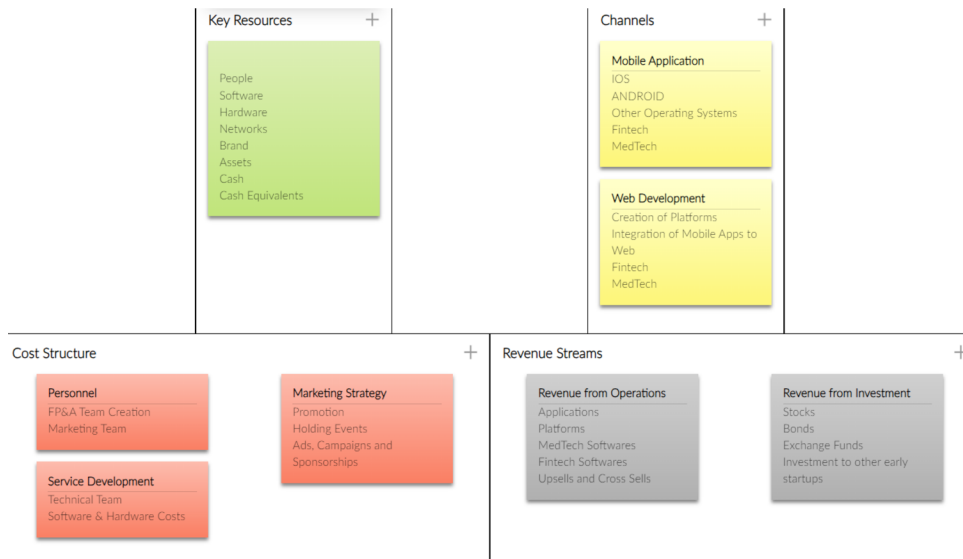 Key Resources
People
Software
Hardware
Networks
Brand
Assets
Cash
Cash Equivalents
Channels
Mobile Application
IOS
ANDROID
Other Operating Systems
Fintech
MedTech
Web Development
Creation of Platforms
Integration of Mobile Apps to
Web
Fintech
MedTech
Cost Structure
Personnel
FP&A Team Creation
Marketing Team
Service Development
Technical Team
Software & Hardware Costs
Marketing Strategy
Promotion
Holding Events
Ads, Campaigns and
Sponsorships
Revenue Streams
Revenue from Operations
Applications
Platforms
MedTech Softwares
Fintech Softwares
Upsells and Cross Sells
Revenue from Investment
Stocks
Bonds
Exchange Funds
Investment to other early
startups